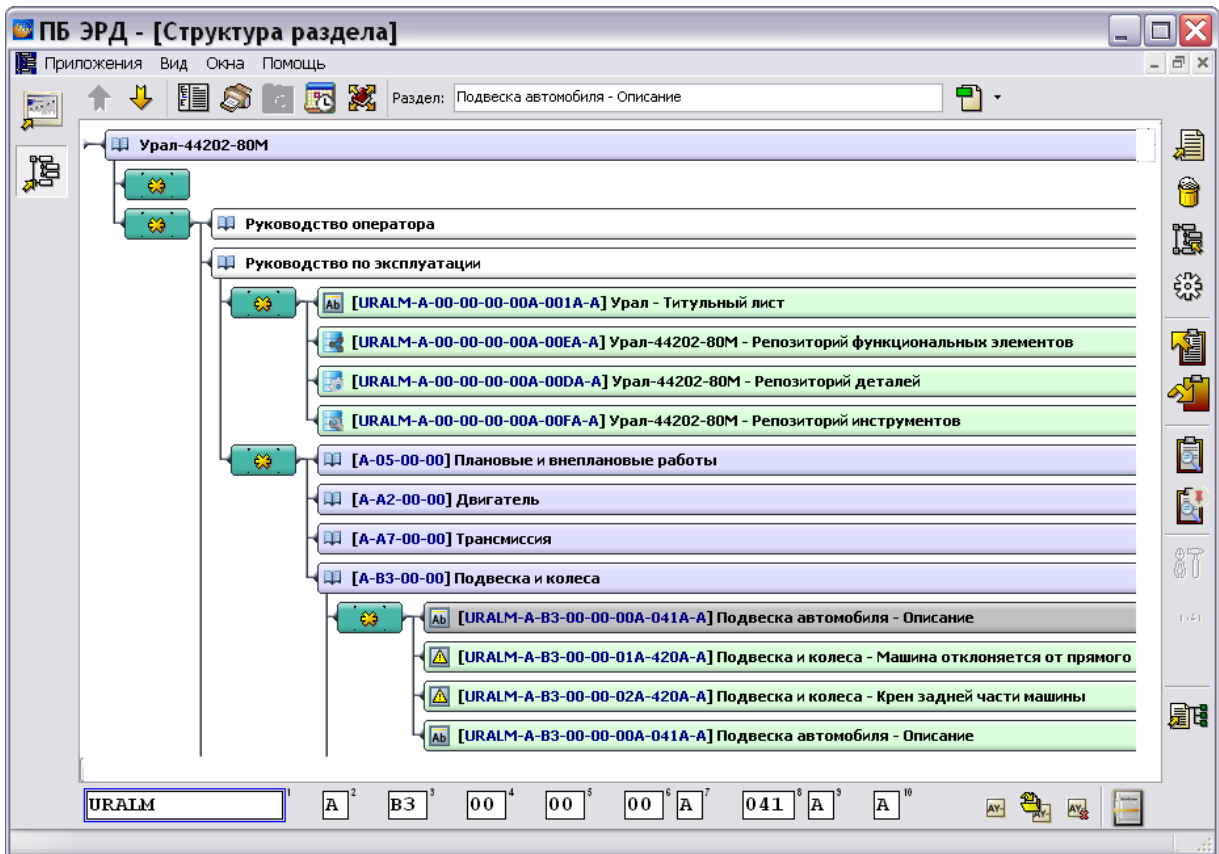 ПБ ЭРД - [Структура раздела]
Приложения Вид Окна Помощь
Раздел: Подвеска автомобиля - Описание
Урал-44202-80М
Руководство оператора
Руководство по эксплуатации
[URALM-A-00-00-00-00A-001A-A] Урал - Титульный лист
[URALM-A-00-00-00-00A-00EA-A] Урал-44202-80М - Репозиторий функциональных элементов
[URALM-A-00-00-00-00A-00DA-A] Урал-44202-80М - Репозиторий деталей
[URALM-A-00-00-00-00A-00FA-A] Урал-44202-80М - Репозиторий инструментов
[A-05-00-00] Плановые и внеплановые работы
[A-A2-00-00] Двигатель
[A-A7-00-00] Трансмиссия
[A-B3-00-00] Подвеска и колеса
Ab [URALM-A-B3-00-00-00A-041A-A] Подвеска автомобиля - Описание
[URALM-A-B3-00-00-01A-420A-A] Подвеска и колеса - Машина отклоняется от прямого
[URALM-A-B3-00-00-02A-420A-A] Подвеска и колеса - Крен задней части машины
Ab [URALM-A-B3-00-00-00A-041A-A] Подвеска автомобиля - Описание
URALM 1 A 2 B3 3 00 4 00 5 00 6 A 7 041 8 A 9 A 10